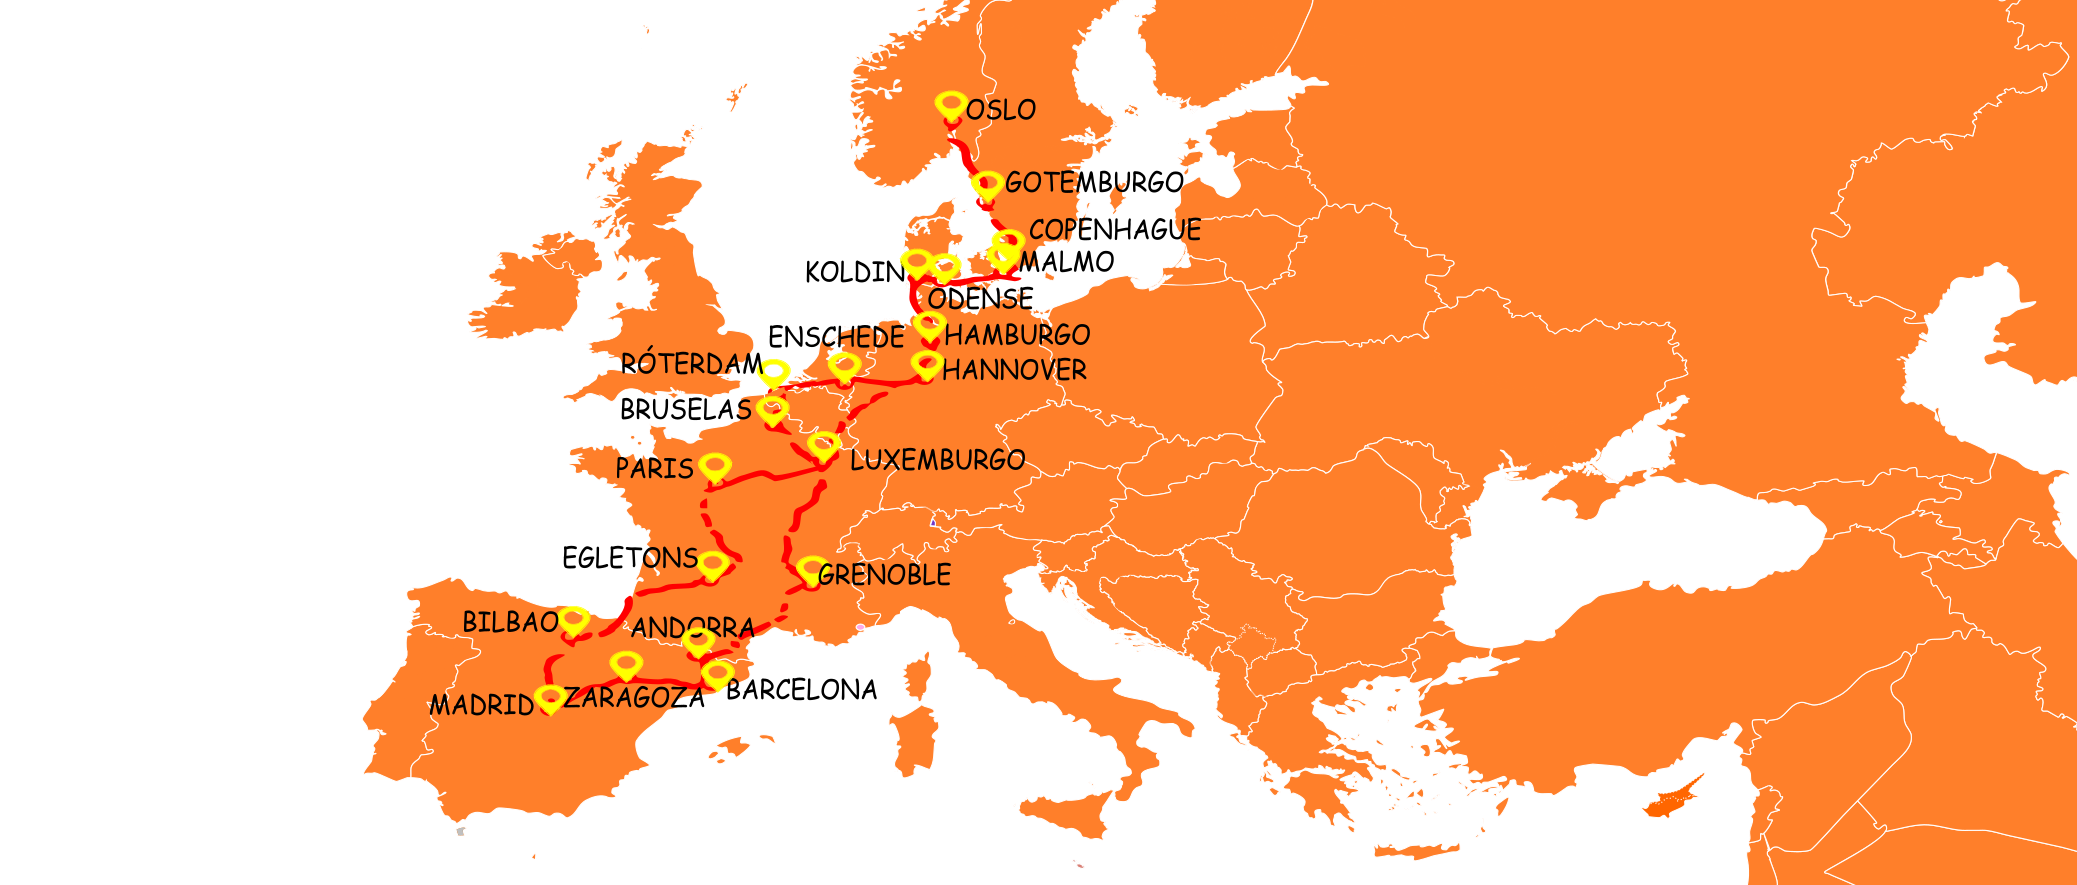 OSLO
GOTEMBURGO
COPENHAGUE
MALMO
KOLDIN
ODENSE
ENSCHEDE
HAMBURGO
RÓTERDAM
HANNOVER
BRUSELAS
LUXEMBURGO
PARIS
EGLETONS
GRENOBLE
BILBAO
ANDORRA
BARCELONA
ZARAGOZA
MADRID